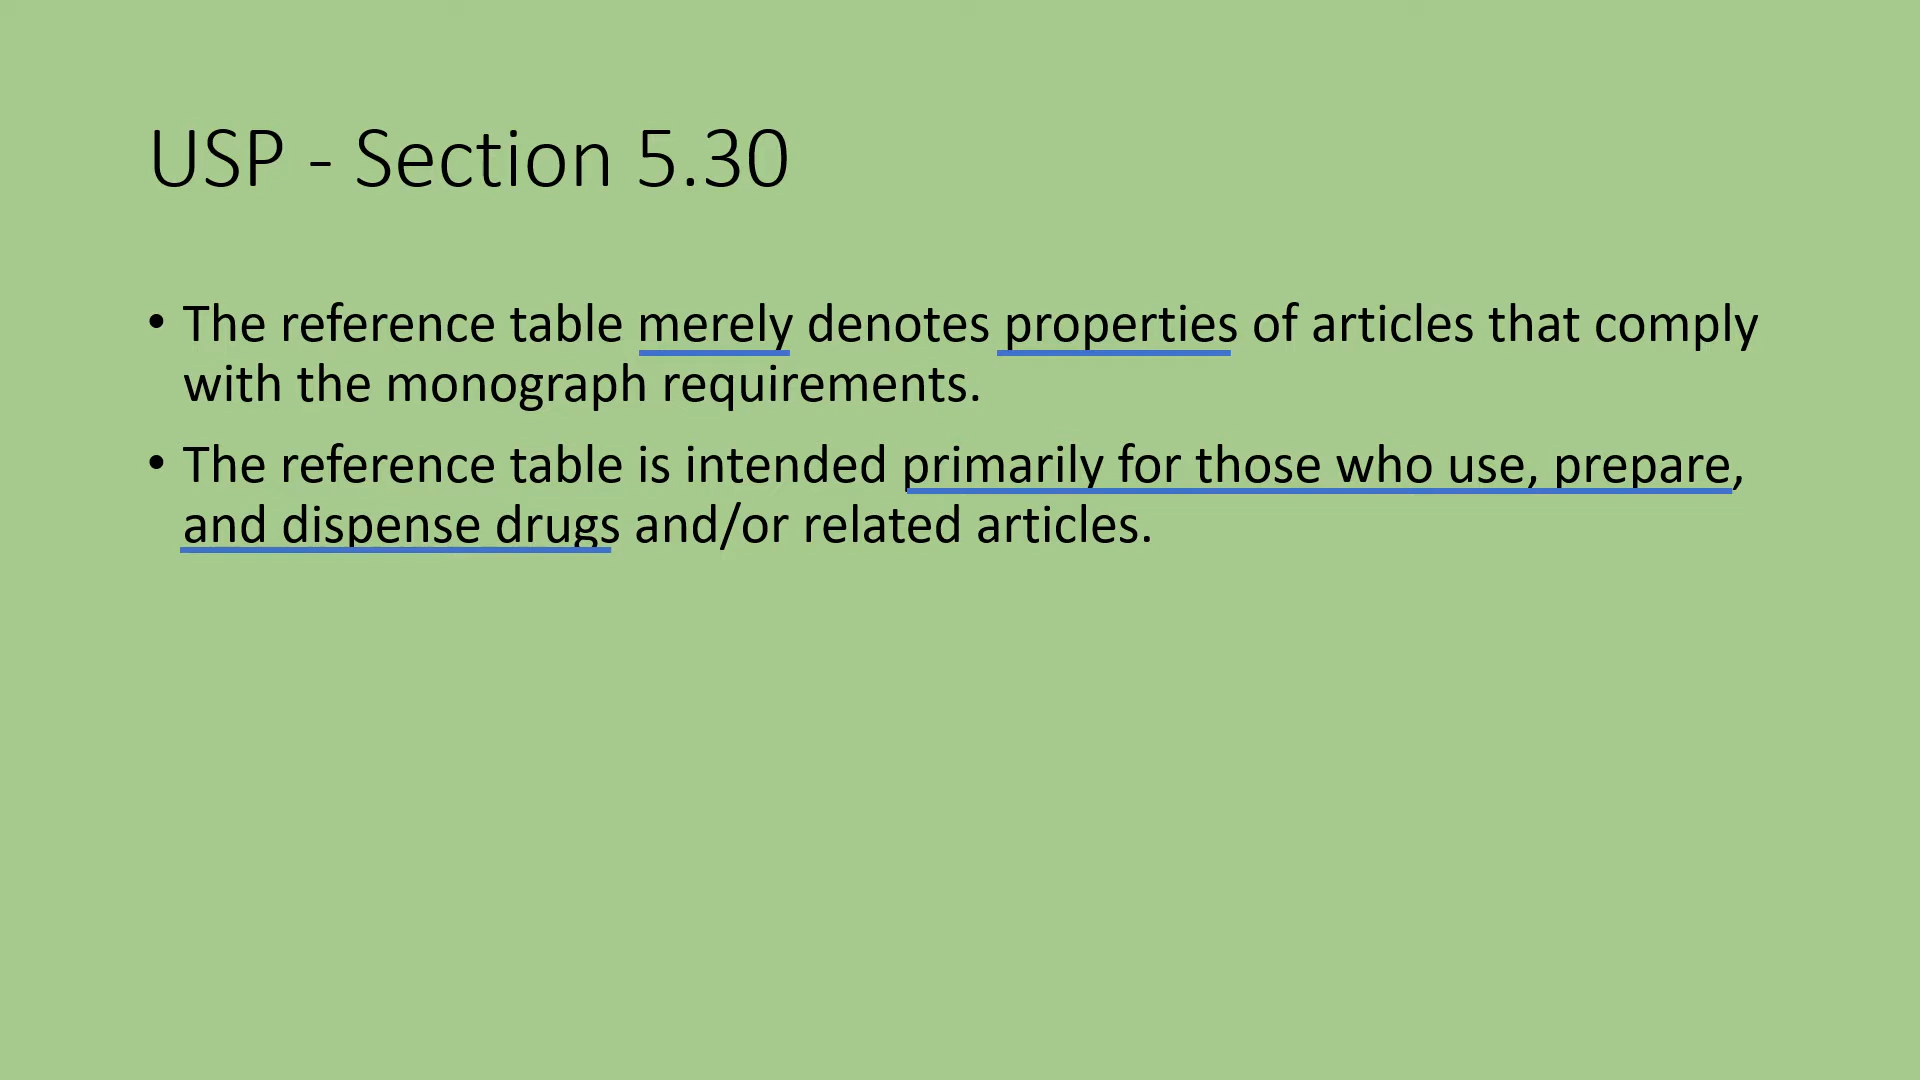 USP - Section 5.30
• The reference table merely denotes properties of articles that comply
with the monograph requirements.
• The reference table is intended primarily for those who use, prepare,
and dispense drugs and/or related articles.